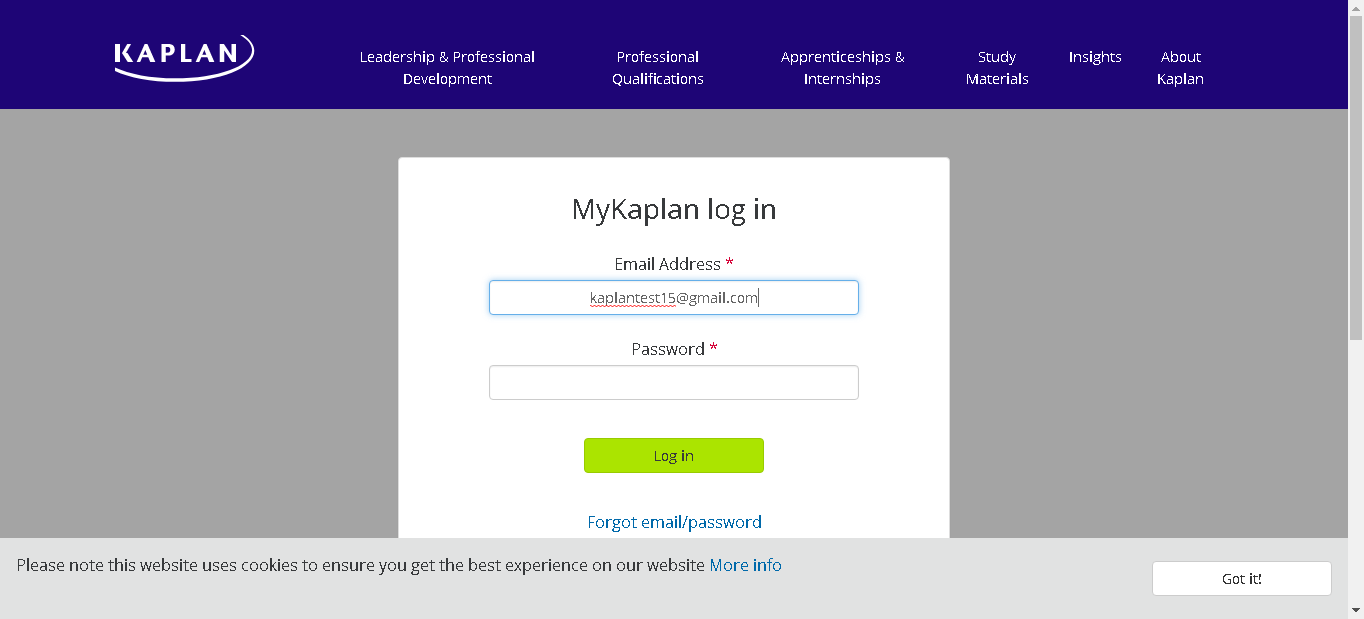 KAPLAN
Leadership & Professional
Development
Professional
Qualifications
Apprenticeships &
Internships
Study
Materials
Insights
About
Kaplan
MyKaplan log in
Email Address *
kaplantest15@gmail.com
Password *
Log in
Forgot email/password
Please note this website uses cookies to ensure you get the best experience on our website More info
Got it!